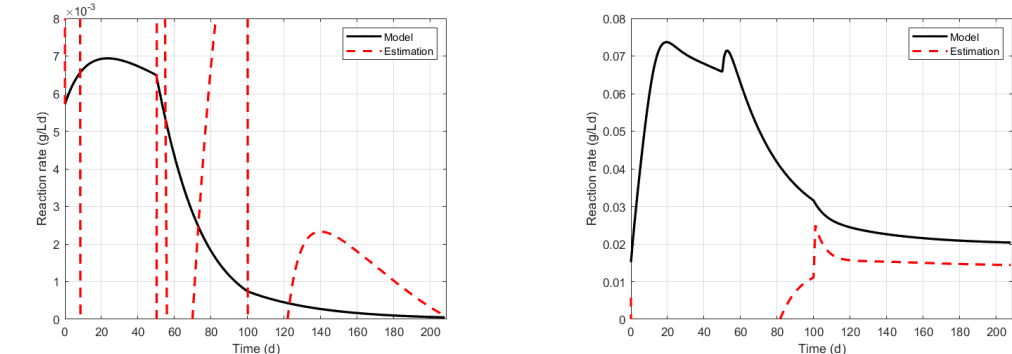 ×10⁻³
8
7
6
5
4
3
2
1
0
Reaction rate (g/Ld)
0 20 40 60 80 100 120 140 160 180 200
Time (d)
Model
Estimation
0.08
0.07
0.06
0.05
0.04
0.03
0.02
0.01
0
Reaction rate (g/Ld)
0 20 40 60 80 100 120 140 160 180 200
Time (d)
Model
Estimation